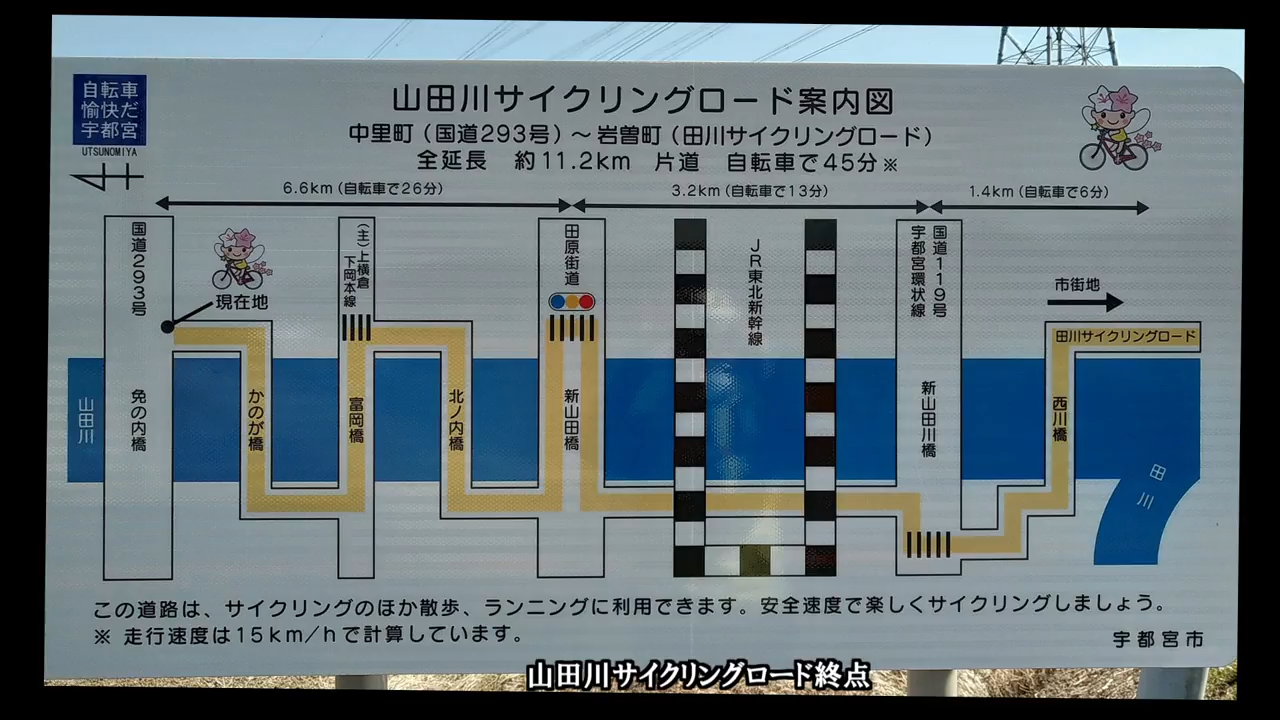 自転車
愉快だ
宇都宮
UTSUNOMIYA
山田川サイクリングロード案内図
中里町（国道293号）～岩曽町（田川サイクリングロード）
全延長　約11.2km　片道　自転車で45分※
6.6km（自転車で26分）
3.2km（自転車で13分）
1.4km（自転車で6分）
国道293号
現在地
（主）上横倉
下岡本線
田原街道
JR東北新幹線
国道119号
宇都宮環状線
市街地
田川サイクリングロード
山田川
免の内橋
かのが橋
富岡橋
北ノ内橋
新山田橋
新山田川橋
西川橋
田川
この道路は、サイクリングのほか散歩、ランニングに利用できます。安全速度で楽しくサイクリングしましょう。
※ 走行速度は15km/hで計算しています。
宇都宮市
山田川サイクリングロード終点